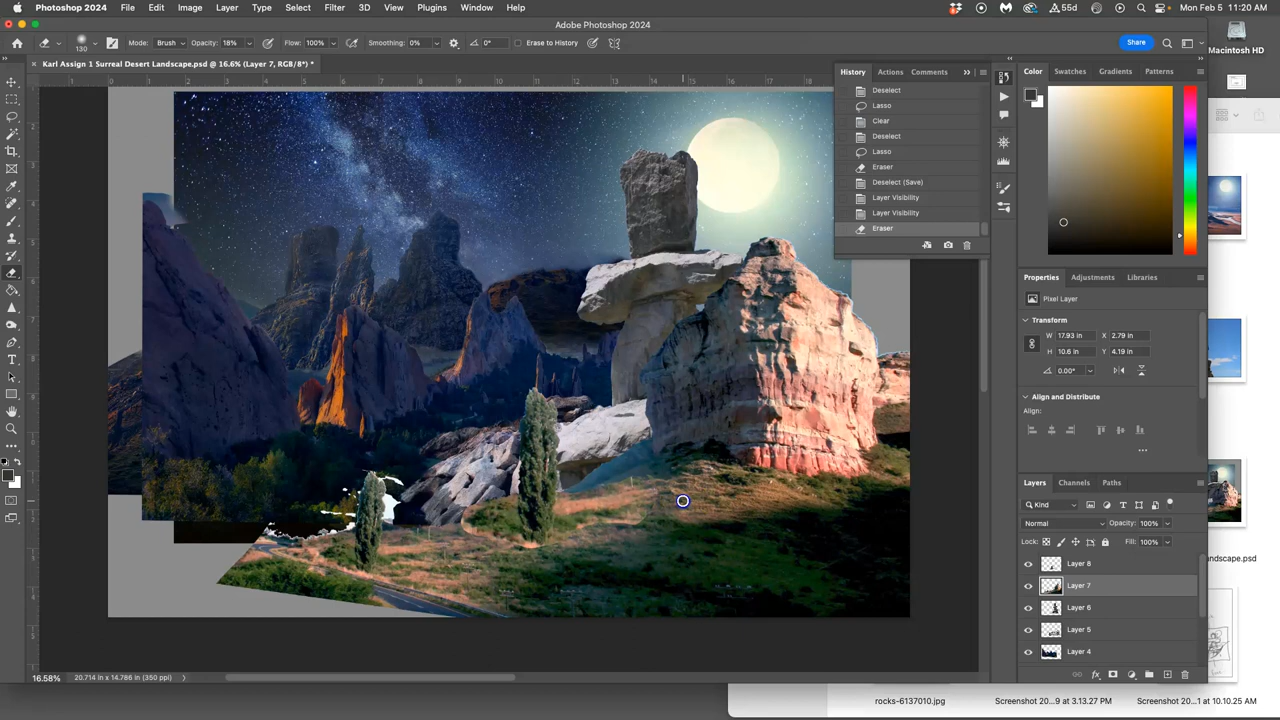 Photoshop 2024 File Edit Image Layer Type Select Filter 3D View Plugins Window Help
55d
Mon Feb 5 11:20 AM
Adobe Photoshop 2024
130
Mode: Brush Opacity: 18% Flow: 100% Smoothing: 0% 0° Erase to History
Share
Macintosh HD
Karl Assign 1 Surreal Desert Landscape.psd @ 16.6% (Layer 7, RGB/8*) *
History Actions Comments
Deselect
Lasso
Clear
Deselect
Lasso
Eraser
Deselect (Save)
Layer Visibility
Layer Visibility
Eraser
Color Swatches Gradients Patterns
Properties Adjustments Libraries
Pixel Layer
Transform
W 17.93 in X 2.79 in
H 10.6 in Y 4.19 in
0.00°
Align and Distribute
Align:
Layers Channels Paths
Kind
Normal Opacity: 100%
Lock: Fill: 100%
Layer 8
Layer 7
Layer 6
Layer 5
Layer 4
16.58% 20.714 in x 14.786 in (350 ppi)
andscape.psd
rocks-6137010.jpg Screenshot 20...9 at 3.13.27 PM Screenshot 20...1 at 10.10.25 AM